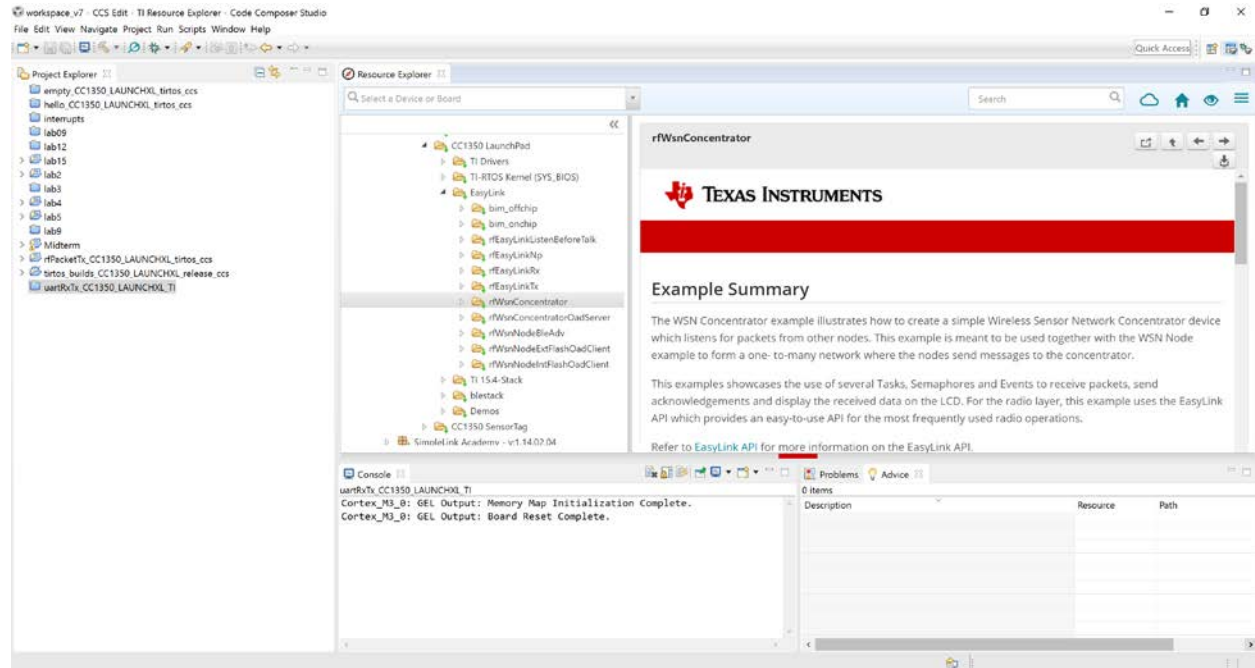 workspace_v7 - CCS Edit - TI Resource Explorer - Code Composer Studio
File Edit View Navigate Project Run Scripts Window Help
Quick Access
Project Explorer
empty_CC1350_LAUNCHXL_tirtos_ccs
hello_CC1350_LAUNCHXL_tirtos_ccs
interrupts
lab09
lab12
lab15
lab2
lab3
lab4
lab5
lab9
Midterm
rfPacketTx_CC1350_LAUNCHXL_tirtos_ccs
tirtos_builds_CC1350_LAUNCHXL_release_ccs
uartRxTx_CC1350_LAUNCHXL_TI
Resource Explorer
Select a Device or Board
Search
CC1350 LaunchPad
TI Drivers
TI-RTOS Kernel (SYS_BIOS)
EasyLink
bim_offchip
bim_onchip
rfEasyLinkListenBeforeTalk
rfEasyLinkNp
rfEasyLinkRx
rfEasyLinkTx
rfWsnConcentrator
rfWsnConcentratorOadServer
rfWsnNodeBleAdv
rfWsnNodeExtFlashOadClient
rfWsnNodeIntFlashOadClient
TI 15.4-Stack
blestack
Demos
CC1350 SensorTag
SimpleLink Academy - v:1.14.02.04
rfWsnConcentrator
TEXAS INSTRUMENTS
Example Summary
The WSN Concentrator example illustrates how to create a simple Wireless Sensor Network Concentrator device
which listens for packets from other nodes. This example is meant to be used together with the WSN Node
example to form a one- to-many network where the nodes send messages to the concentrator.
This examples showcases the use of several Tasks, Semaphores and Events to receive packets, send
acknowledgements and display the received data on the LCD. For the radio layer, this example uses the EasyLink
API which provides an easy-to-use API for the most frequently used radio operations.
Refer to EasyLink API for more information on the EasyLink API.
Console
uartRxTx_CC1350_LAUNCHXL_TI
Cortex_M3_0: GEL Output: Memory Map Initialization Complete.
Cortex_M3_0: GEL Output: Board Reset Complete.
Problems Advice
0 items
Description Resource Path